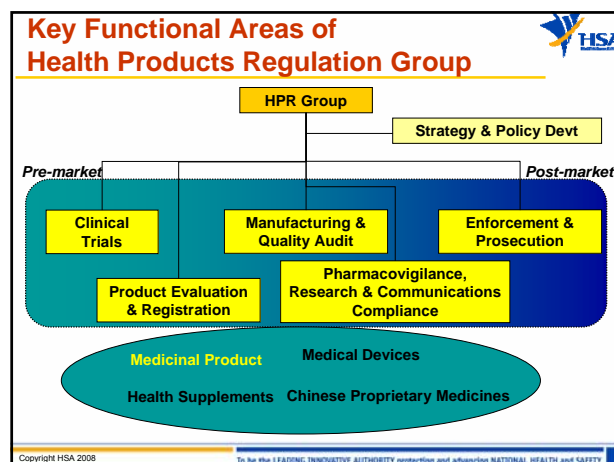 Key Functional Areas of
Health Products Regulation Group
HSA
HPR Group
Strategy & Policy Devt
Pre-market
Post-market
Clinical
Trials
Manufacturing &
Quality Audit
Enforcement &
Prosecution
Product Evaluation
& Registration
Pharmacovigilance,
Research & Communications
Compliance
Medicinal Product
Medical Devices
Health Supplements
Chinese Proprietary Medicines
Copyright HSA 2008
To be the LEADING INNOVATIVE AUTHORITY protecting and advancing NATIONAL HEALTH and SAFETY